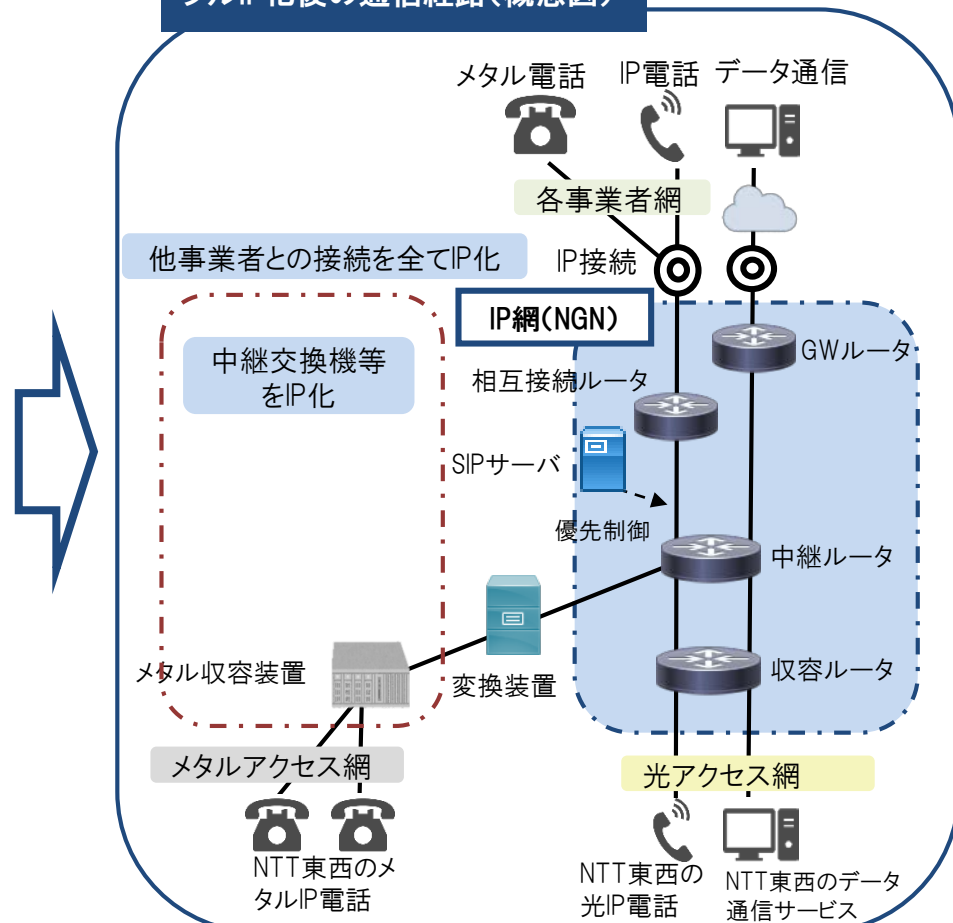 メタル電話
IP電話
データ通信
各事業者網
他事業者との接続を全てIP化
IP接続
IP網(NGN)
中継交換機等
をIP化
GWルータ
相互接続ルータ
SIPサーバ
優先制御
中継ルータ
メタル収容装置
変換装置
収容ルータ
メタルアクセス網
光アクセス網
NTT東西のメ
タルIP電話
NTT東西の
光IP電話
NTT東西のデータ
通信サービス